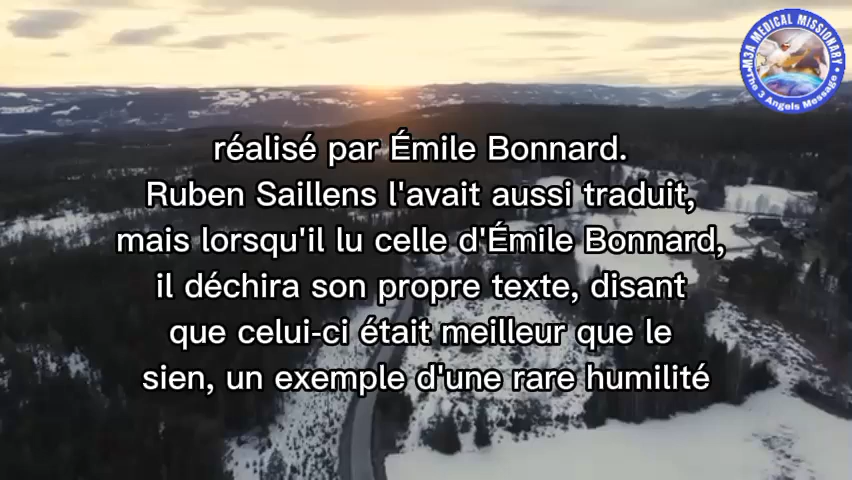 M3A MEDICAL MISSIONARY
The 3 Angels Message
réalisé par Émile Bonnard.
Ruben Saillens l'avait aussi traduit,
mais lorsqu'il lu celle d'Émile Bonnard,
il déchira son propre texte, disant
que celui-ci était meilleur que le
sien, un exemple d'une rare humilité